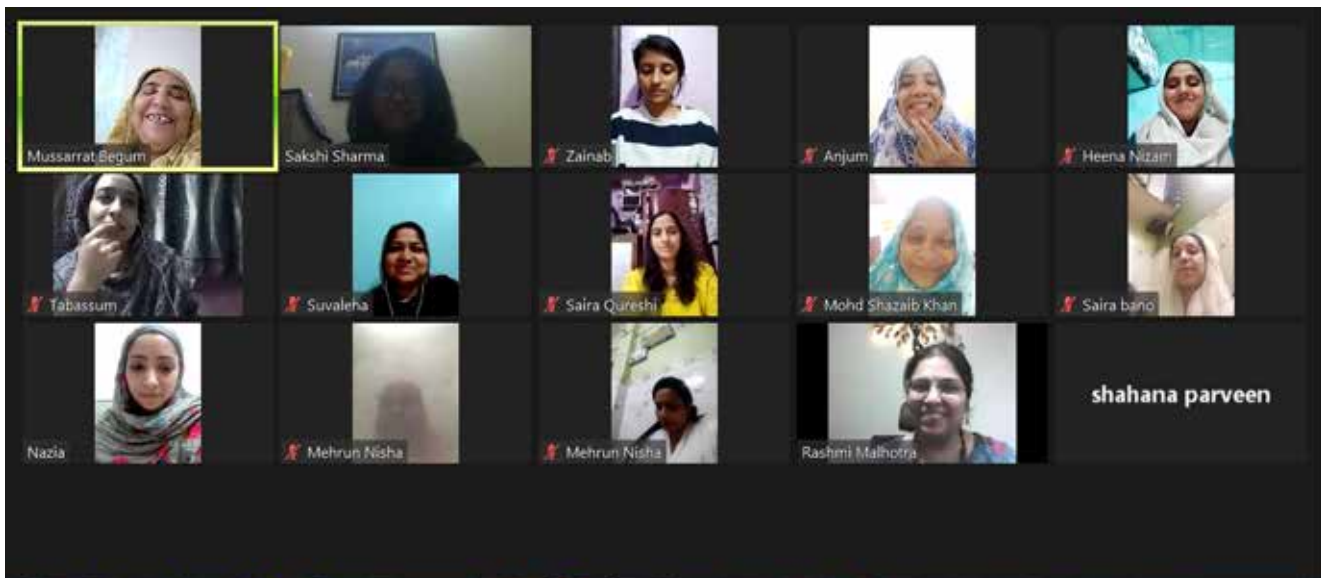 Mussarrat Begum
Sakshi Sharma
Zainab
Anjum
Heena Nizam
Tabassum
Suvaleha
Saira Qureshi
Mohd Shazaib Khan
Saira bano
Nazia
Mehrun Nisha
Mehrun Nisha
Rashmi Malhotra
shahana parveen